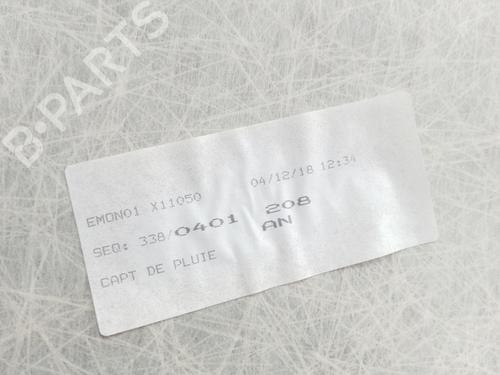 B-PARTS
EMON01 X11050 04/12/18 12:34
SEQ: 338/0401 208
AN
CAPT DE PLUIE